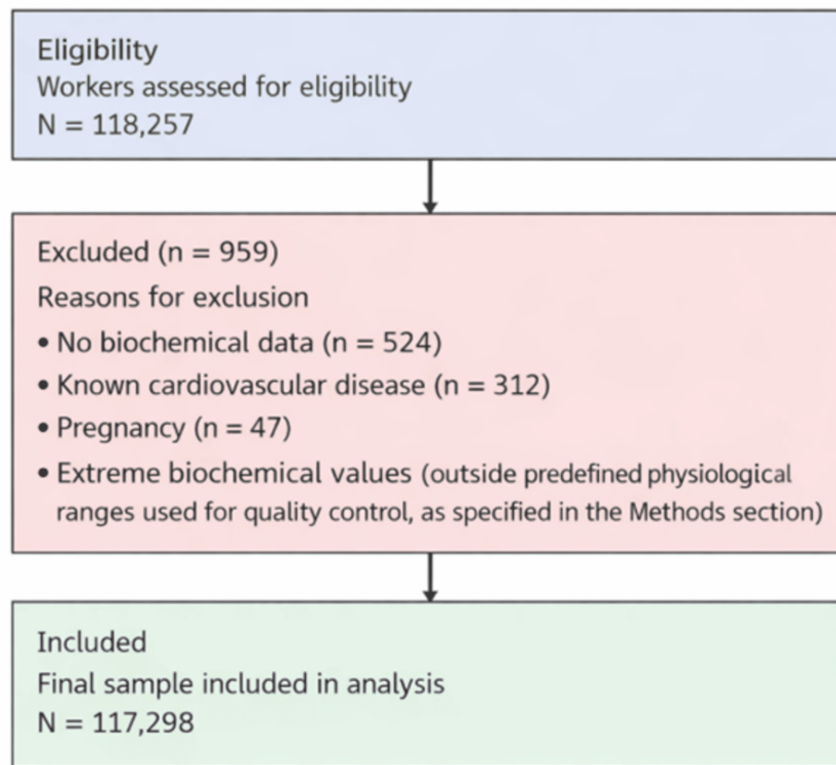 Eligibility
Workers assessed for eligibility
N = 118,257
Excluded (n = 959)
Reasons for exclusion
• No biochemical data (n = 524)
• Known cardiovascular disease (n = 312)
• Pregnancy (n = 47)
• Extreme biochemical values (outside predefined physiological
ranges used for quality control, as specified in the Methods section)
Included
Final sample included in analysis
N = 117,298